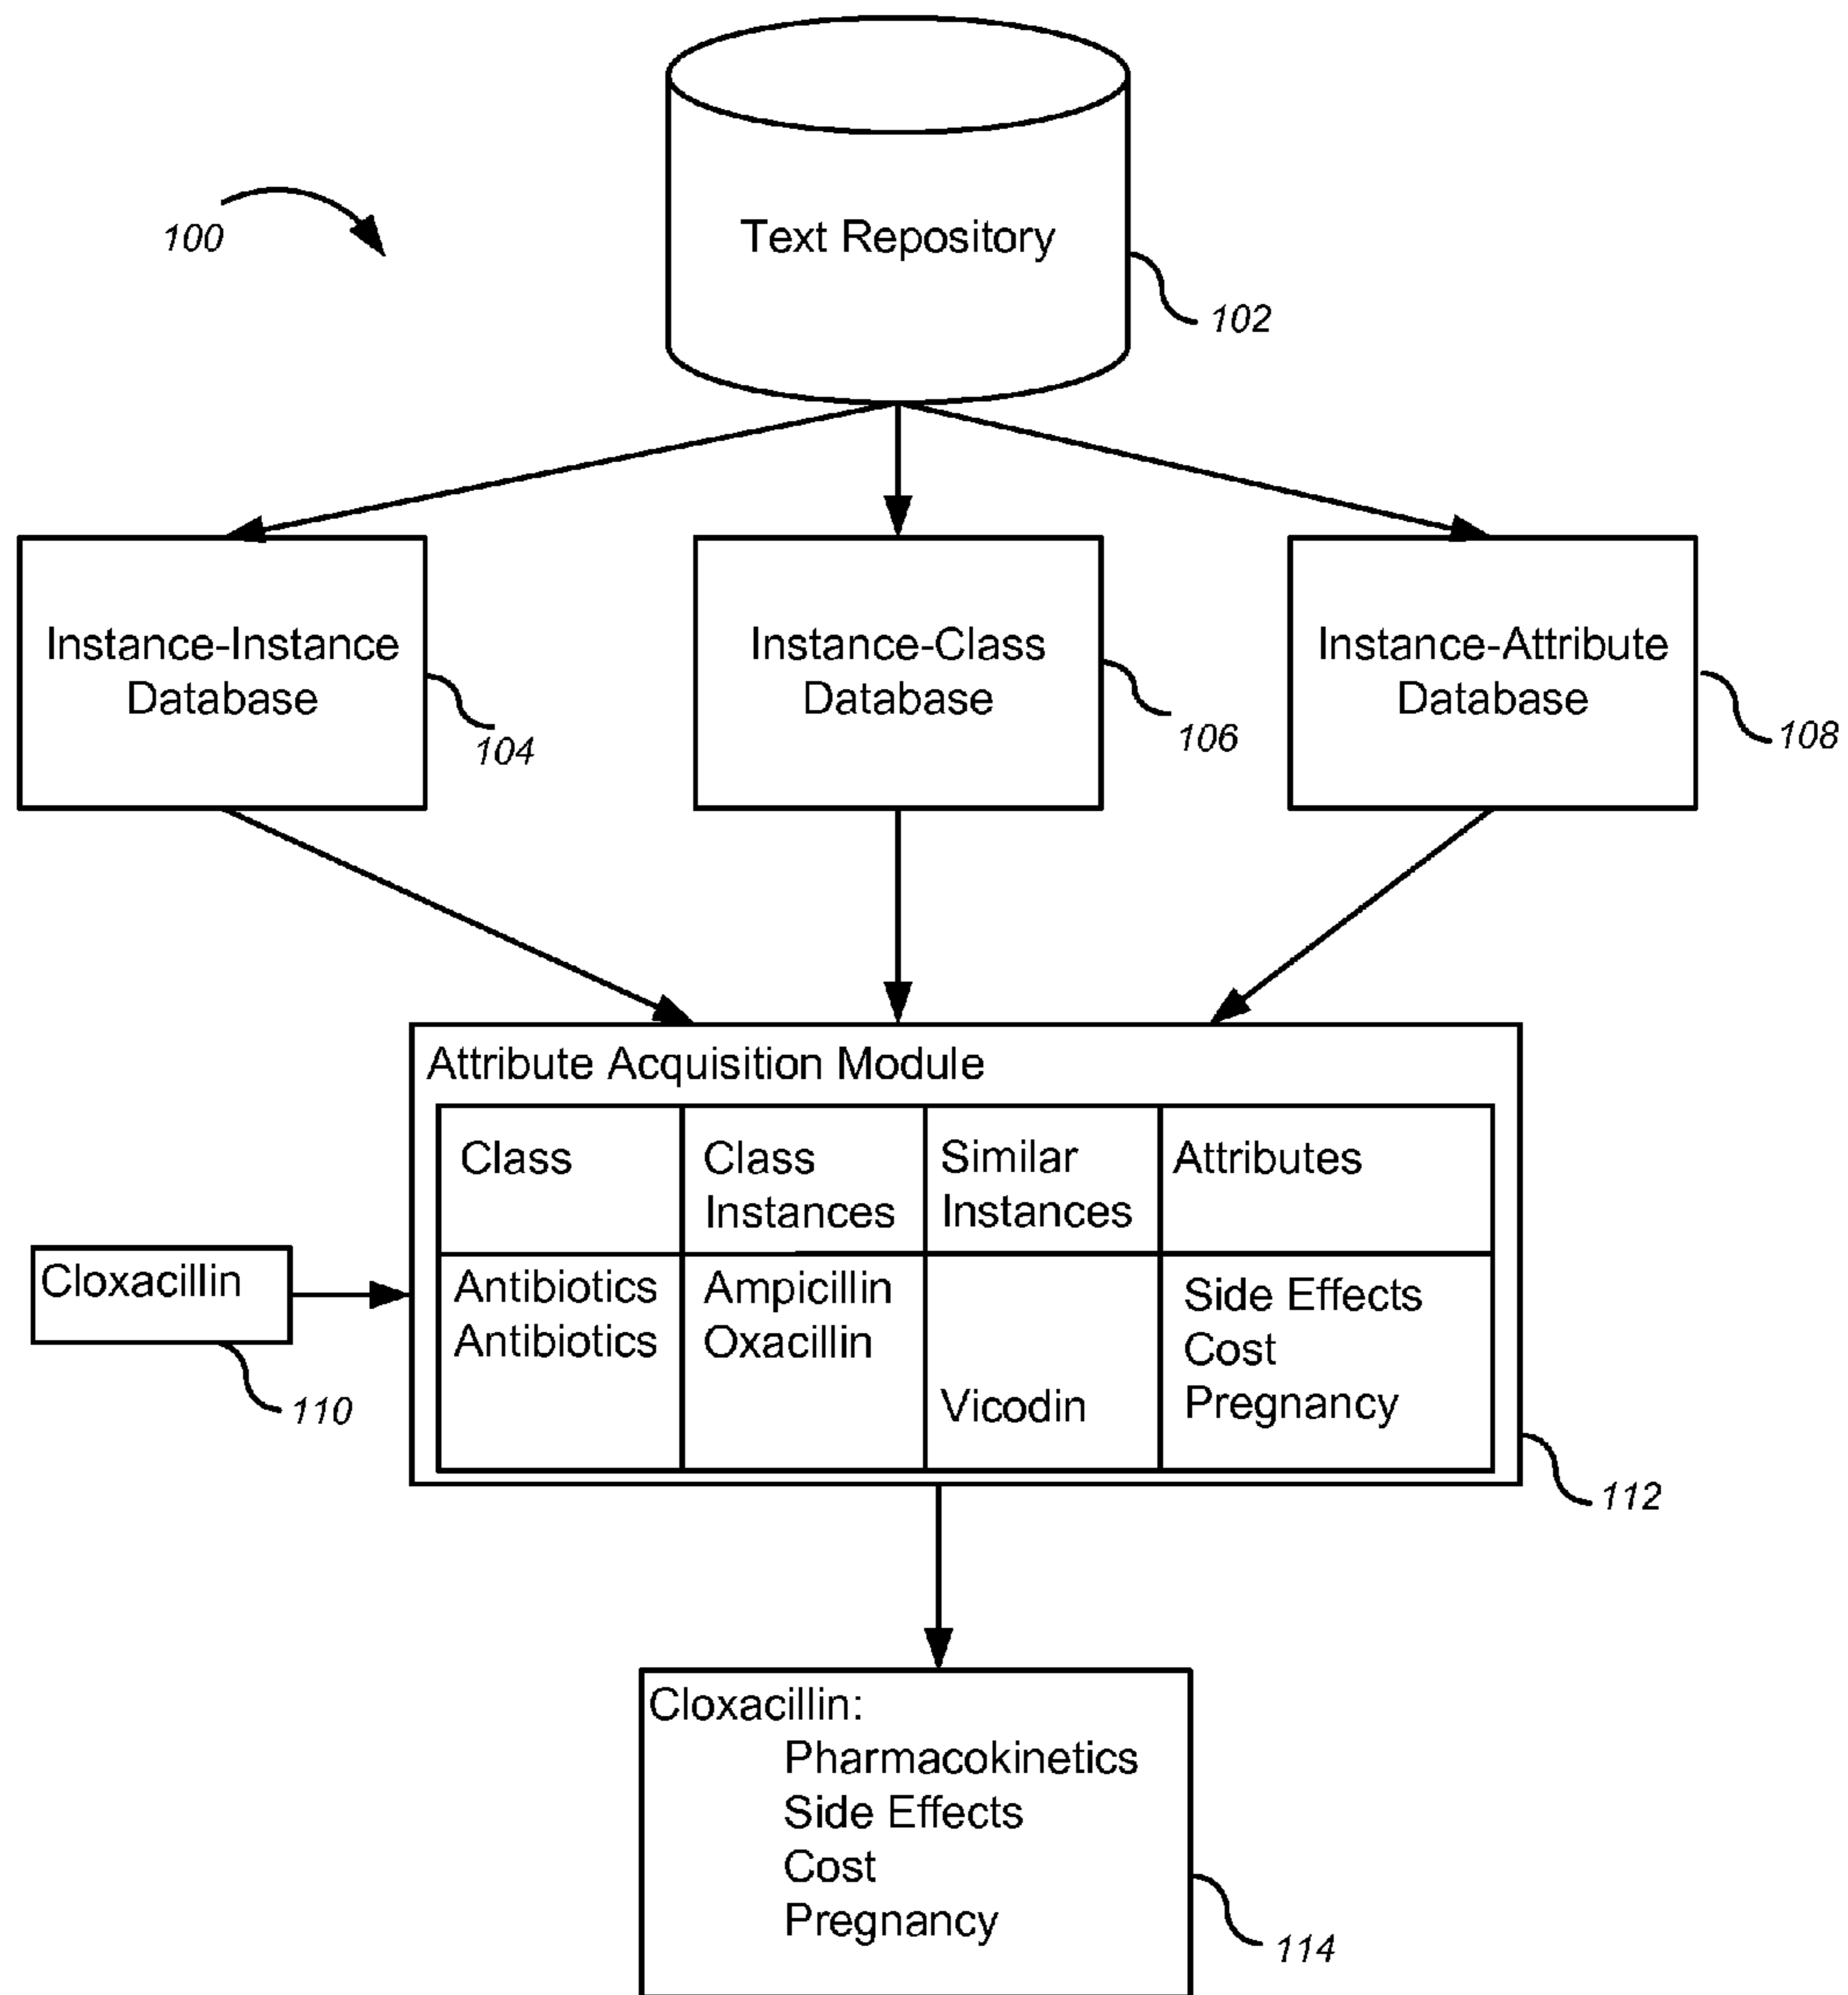 Text Repository
100
102
Instance-Instance
Database
104
Instance-Class
Database
106
Instance-Attribute
Database
108
Attribute Acquisition Module
Class
Class
Instances
Similar
Instances
Attributes
Cloxacillin
110
Antibiotics
Antibiotics
Ampicillin
Oxacillin
Vicodin
Side Effects
Cost
Pregnancy
112
Cloxacillin:
Pharmacokinetics
Side Effects
Cost
Pregnancy
114